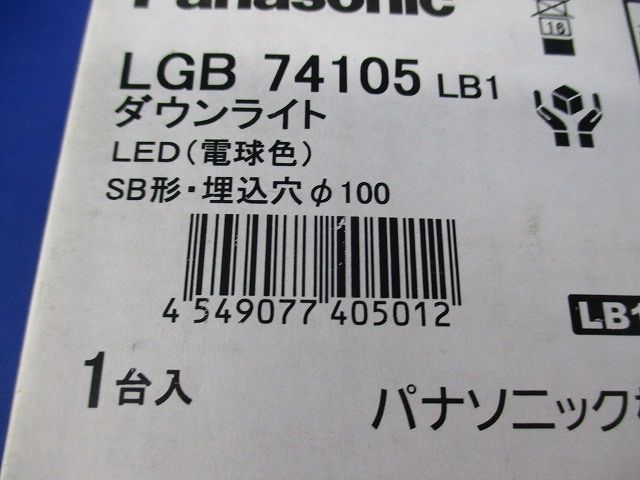 Panasonic
16
LGB 74105 LB1
ダウンライト
LED(電球色)
SB形・埋込穴φ100
4 549077 405012
LB1
1台入
パナソニック